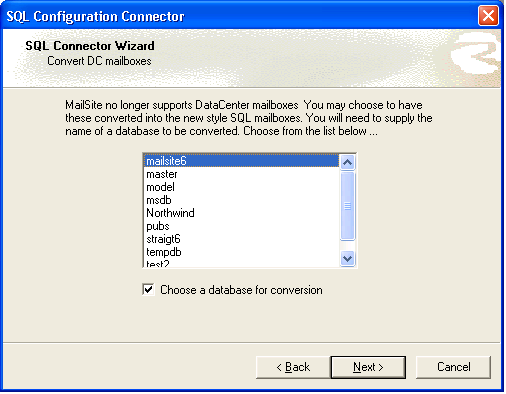 SQL Configuration Connector
SQL Connector Wizard
Convert DC mailboxes
MailSite no longer supports DataCenter mailboxes You may choose to have
these converted into the new style SQL mailboxes. You will need to supply the
name of a database to be converted. Choose from the list below ...
mailsite6
master
model
msdb
Northwind
pubs
straigt6
tempdb
test2
Choose a database for conversion
< Back
Next >
Cancel